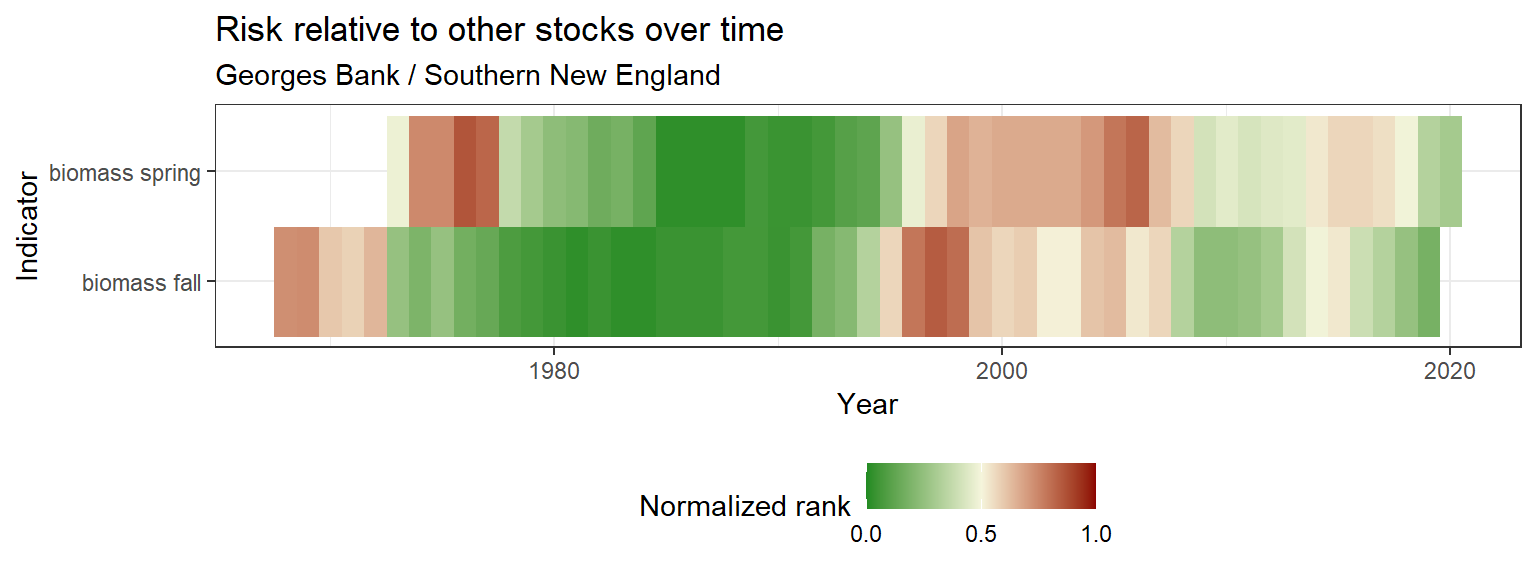 Risk relative to other stocks over time
Georges Bank / Southern New England
Indicator
biomass spring
biomass fall
1980 2000 2020
Year
Normalized rank
0.0 0.5 1.0